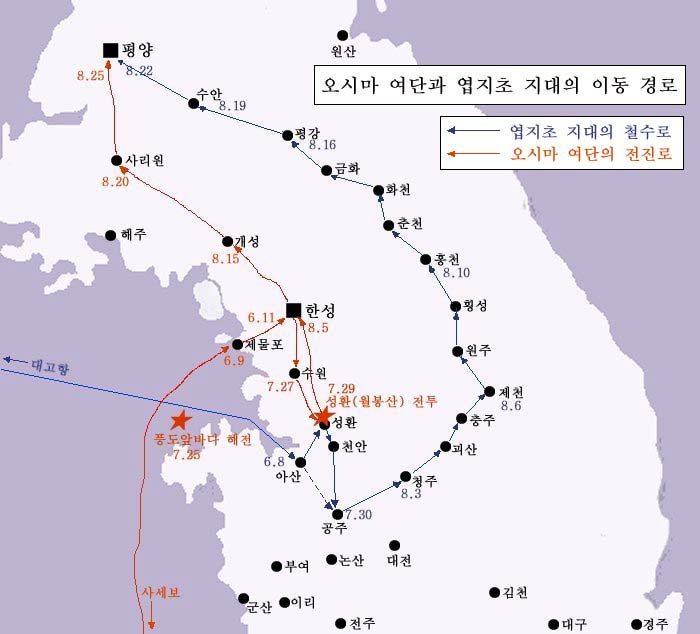 원산
평양
8.25
8.22
수안
8.19
오시마 여단과 엽지초 지대의 이동 경로
엽지초 지대의 철수로
오시마 여단의 전진로
평강
8.16
금화
사리원
8.20
화천
춘천
해주
개성
8.15
홍천
8.10
한성
6.11
8.5
횡성
제물포
6.9
원주
대고항
수원
7.27
7.29
제천
8.6
성환(월봉산) 전투
성환
충주
풍도앞바다 해전
7.25
천안
괴산
6.8
아산
청주
8.3
7.30
공주
대전
논산
부여
사세보
군산
이리
김천
전주
대구
경주